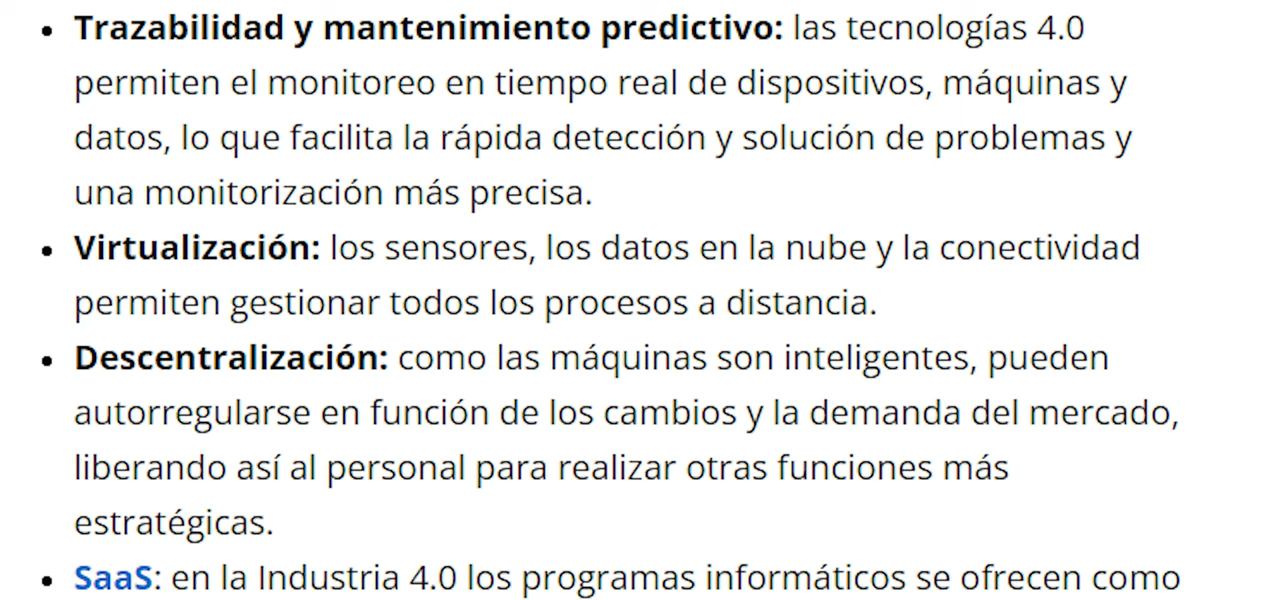 • Trazabilidad y mantenimiento predictivo: las tecnologías 4.0
permiten el monitoreo en tiempo real de dispositivos, máquinas y
datos, lo que facilita la rápida detección y solución de problemas y
una monitorización más precisa.
• Virtualización: los sensores, los datos en la nube y la conectividad
permiten gestionar todos los procesos a distancia.
• Descentralización: como las máquinas son inteligentes, pueden
autorregularse en función de los cambios y la demanda del mercado,
liberando así al personal para realizar otras funciones más
estratégicas.
• SaaS: en la Industria 4.0 los programas informáticos se ofrecen como